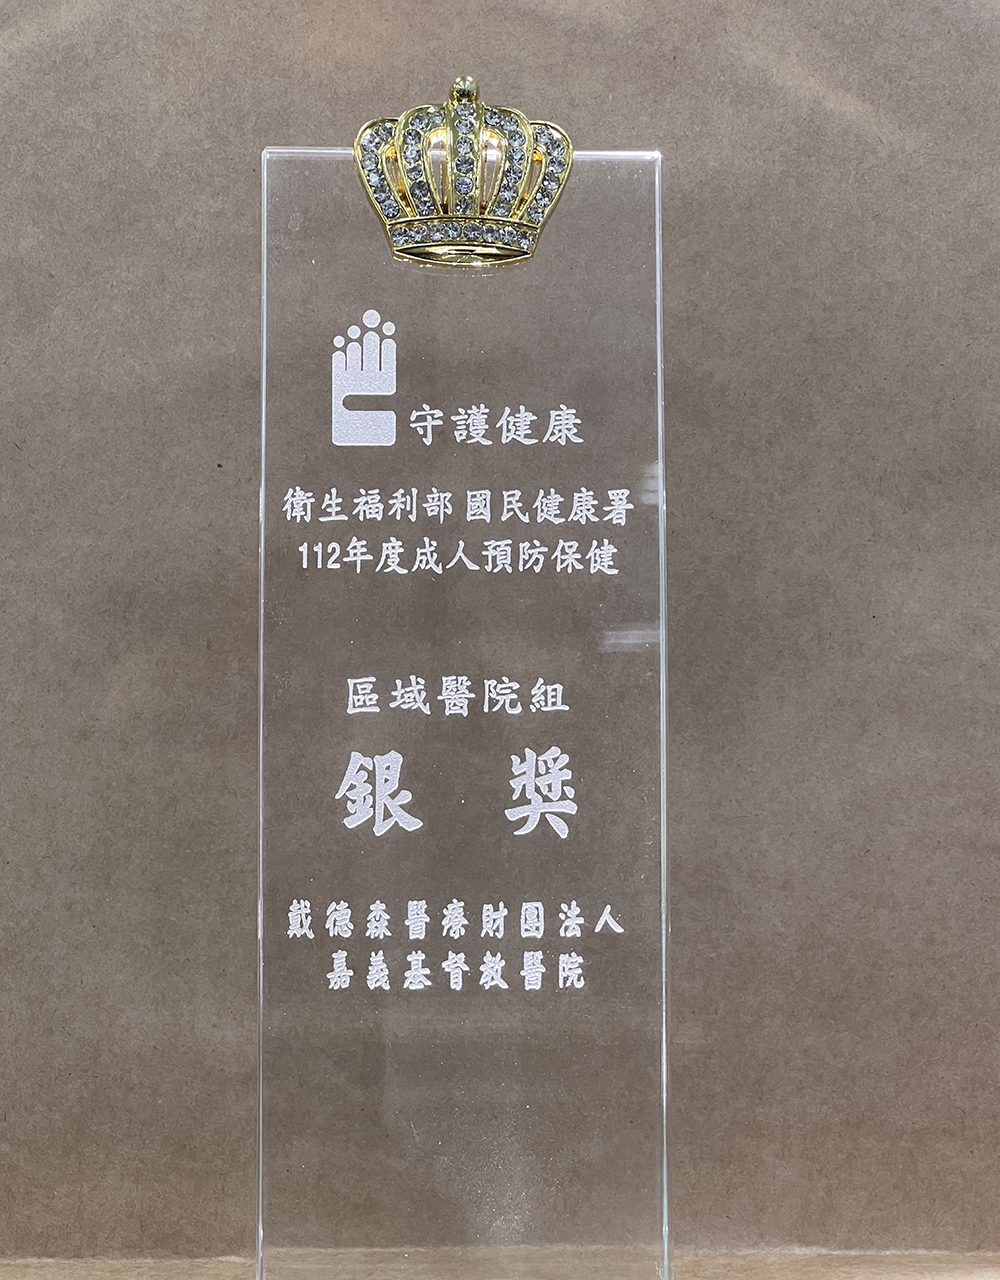 守護健康
衛生福利部 國民健康署
112年度成人預防保健
區域醫院組
銀 獎
戴德森醫療財團法人
嘉義基督教醫院